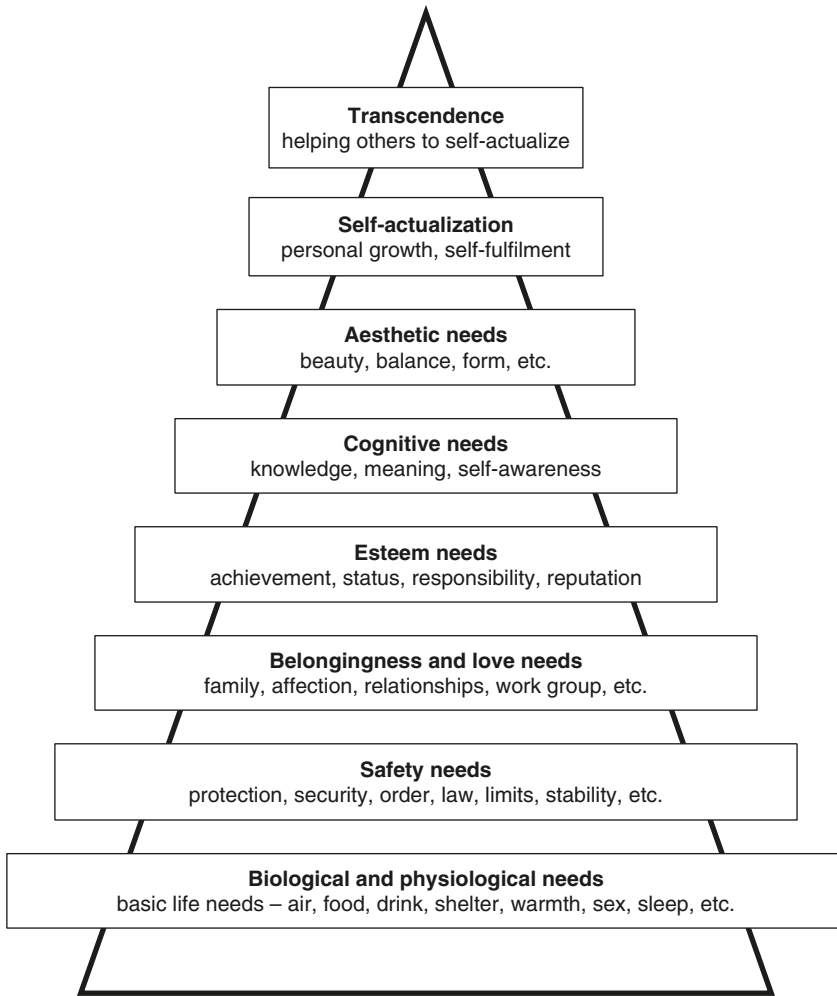 Transcendence
helping others to self-actualize
Self-actualization
personal growth, self-fulfilment
Aesthetic needs
beauty, balance, form, etc.
Cognitive needs
knowledge, meaning, self-awareness
Esteem needs
achievement, status, responsibility, reputation
Belongingness and love needs
family, affection, relationships, work group, etc.
Safety needs
protection, security, order, law, limits, stability, etc.
Biological and physiological needs
basic life needs – air, food, drink, shelter, warmth, sex, sleep, etc.